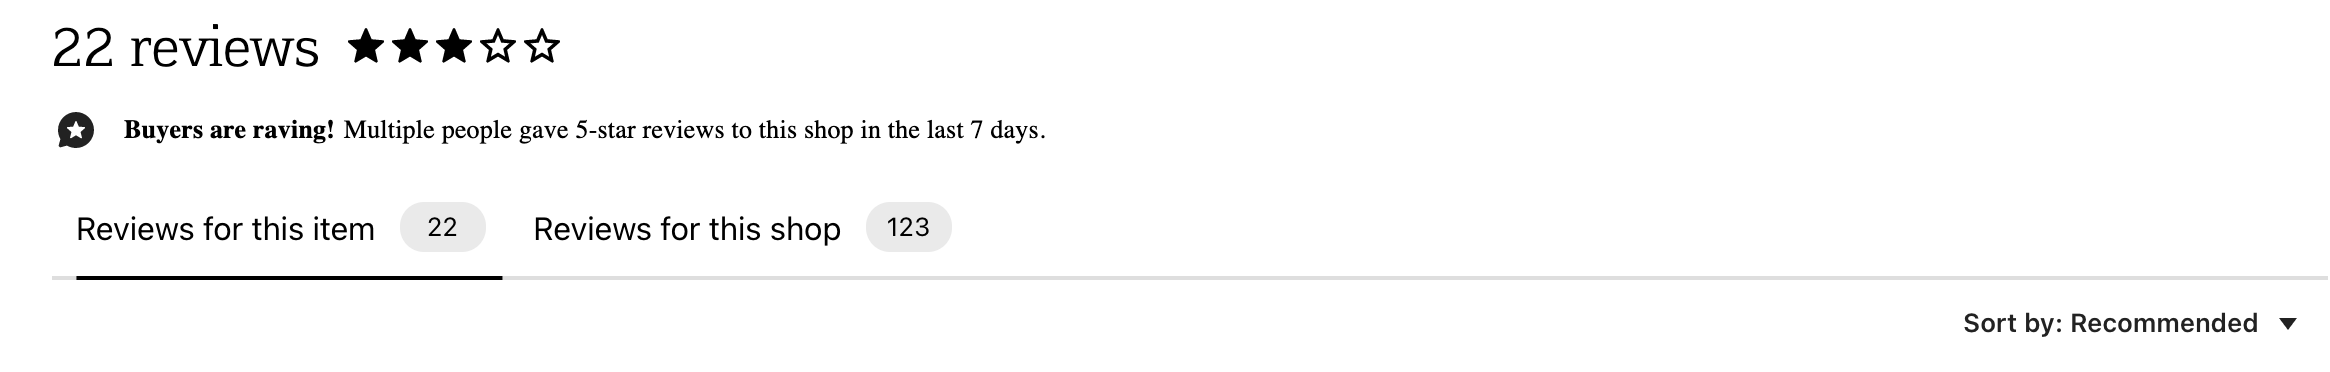 22 reviews
Buyers are raving! Multiple people gave 5-star reviews to this shop in the last 7 days.
Reviews for this item 22 Reviews for this shop 123
Sort by: Recommended